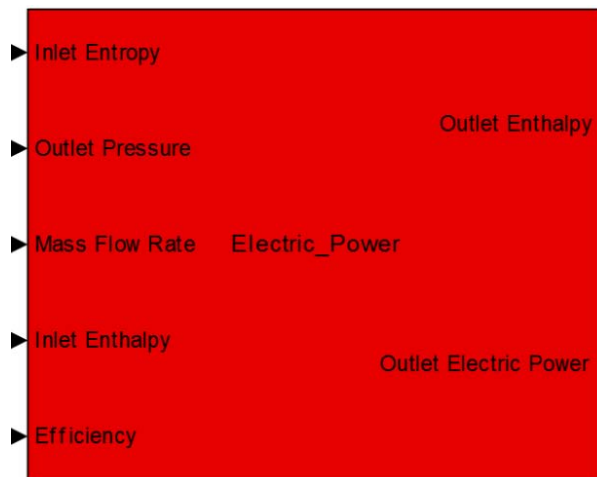 Inlet Entropy
Outlet Enthalpy
Outlet Pressure
Mass Flow Rate
Electric_Power
Inlet Enthalpy
Outlet Electric Power
Efficiency